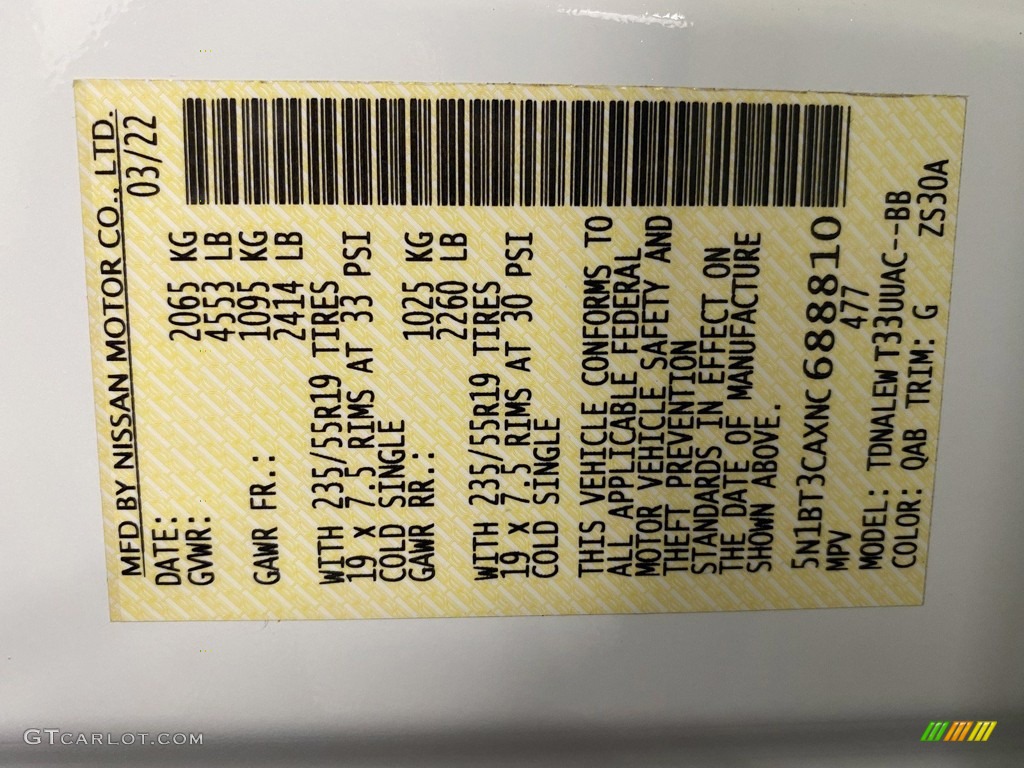 MFD BY NISSAN MOTOR CO., LTD.
DATE: 03/22
GVWR: 2065 KG
4553 LB
GAWR FR.: 1095 KG
2414 LB
WITH 235/55R19 TIRES
19 x 7.5 RIMS AT 33 PSI
COLD SINGLE
GAWR RR.: 1025 KG
2260 LB
WITH 235/55R19 TIRES
19 x 7.5 RIMS AT 30 PSI
COLD SINGLE
THIS VEHICLE CONFORMS TO
ALL APPLICABLE FEDERAL
MOTOR VEHICLE SAFETY AND
THEFT PREVENTION
STANDARDS IN EFFECT ON
THE DATE OF MANUFACTURE
SHOWN ABOVE.
5N1BT3CAXNC688810
MPV 477
MODEL: TDNALEW T33UUAC--BB
COLOR: QAB TRIM: G ZS30A
GTCARLOT.COM